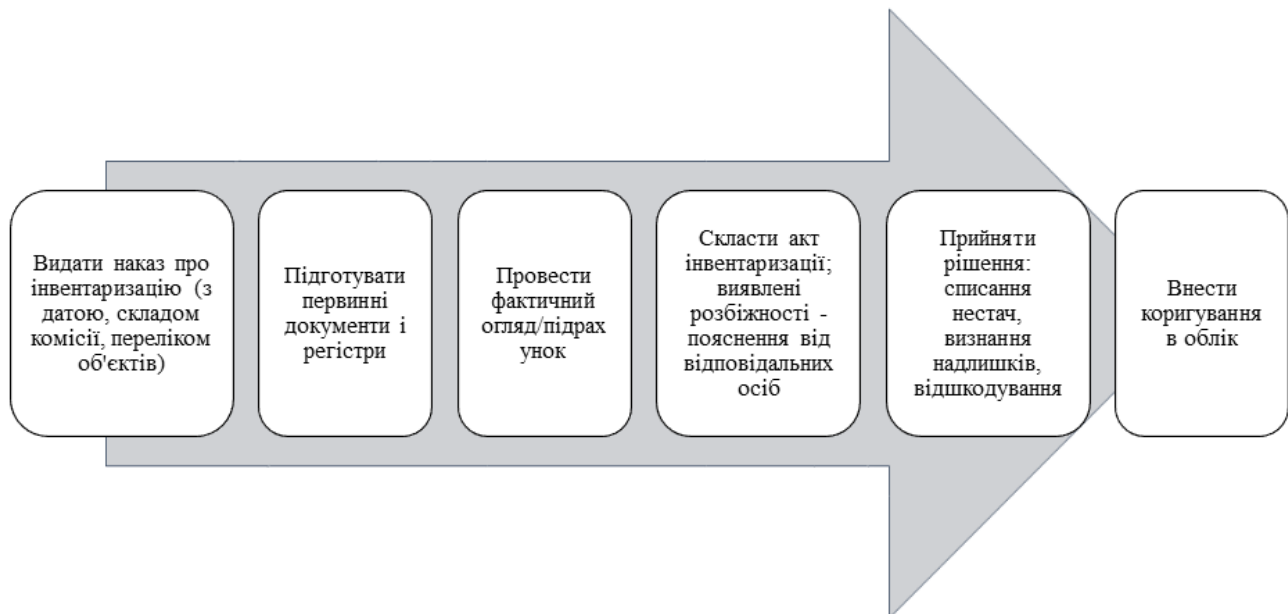 Видати наказ про
інвентаризацію (з
датою, складом
комісії, переліком
об'єктів)
Підготувати
первинні
документи і
регістри
Провести
фактичний
огляд/підрах
унок
Скласти акт
інвентаризації;
виявлені
розбіжності -
пояснення від
відповідальних
осіб
Прийняти
рішення:
списання
нестач,
визнання
надлишків,
відшкодування
Внести
коригування
в облік